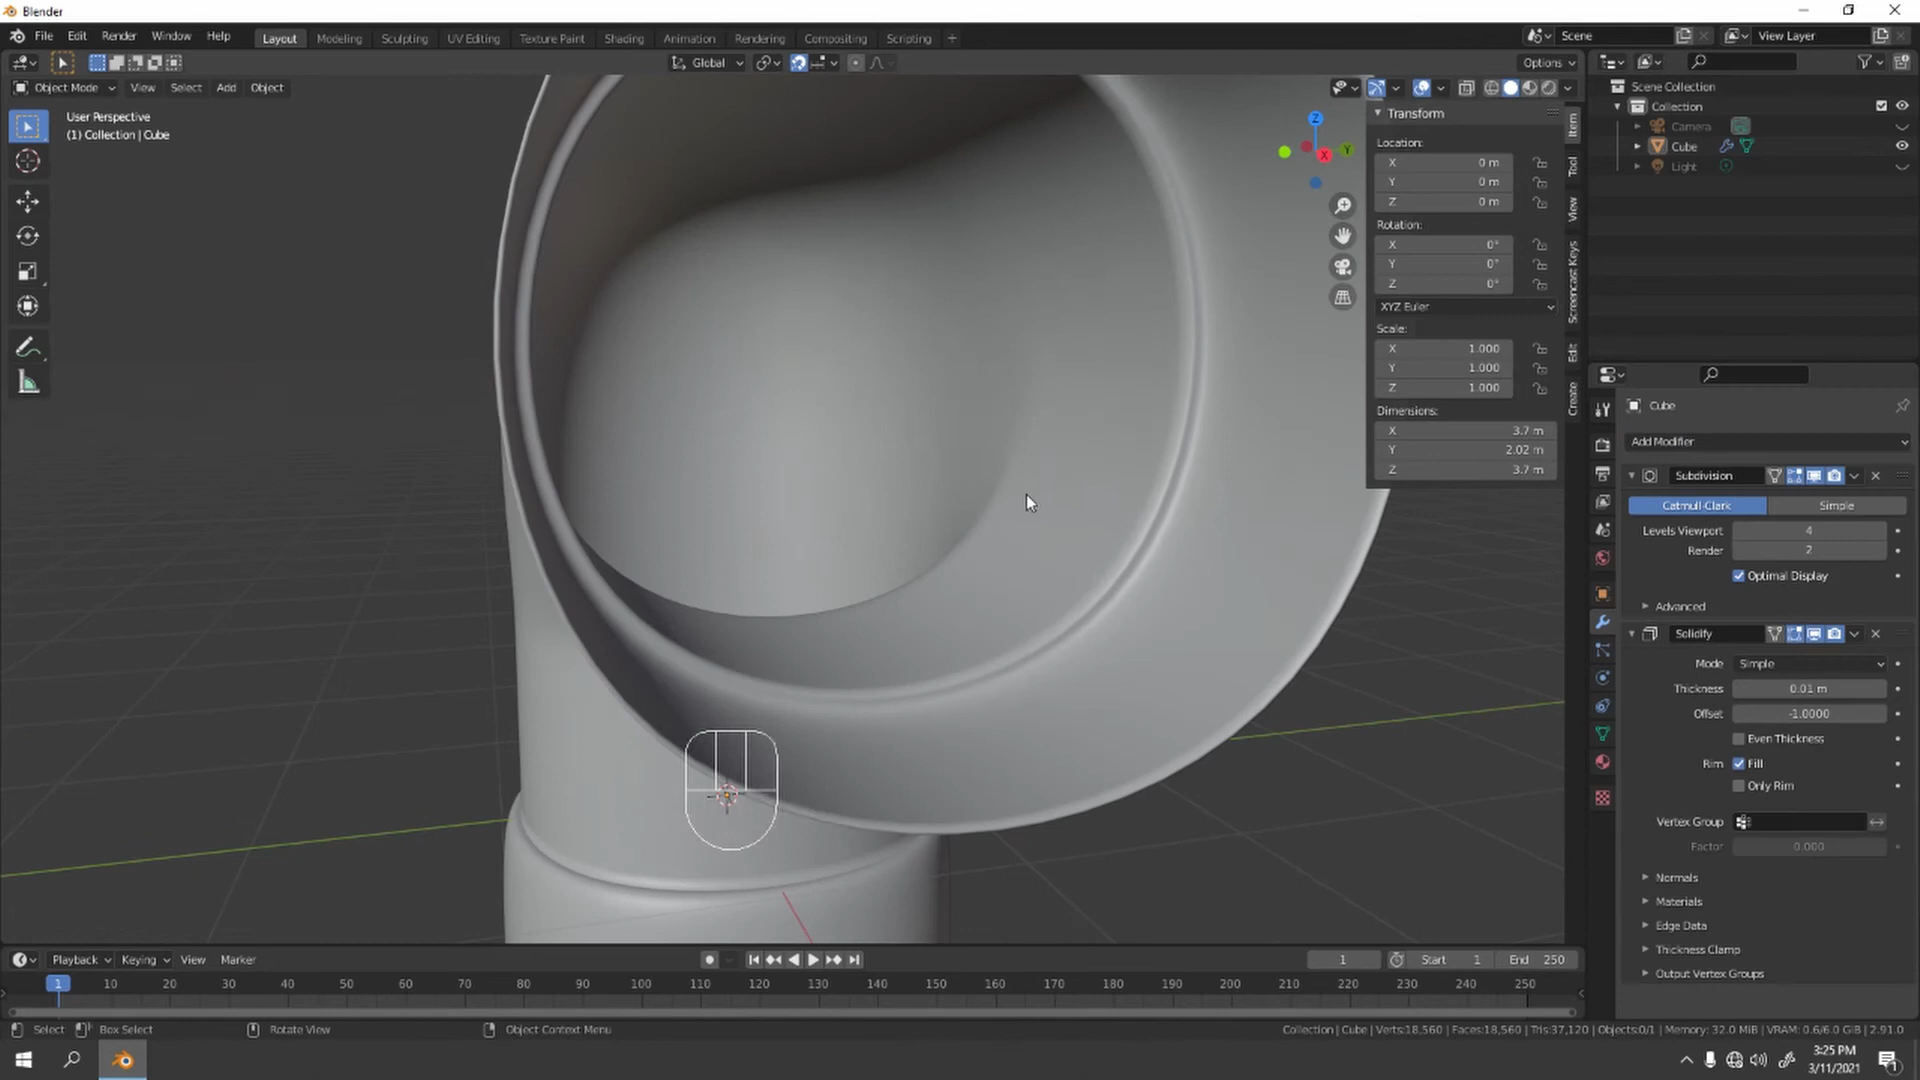 Blender
File Edit Render Window Help
Layout Modeling Sculpting UV Editing Texture Paint Shading Animation Rendering Compositing Scripting +
Scene View Layer
Global Options
Object Mode View Select Add Object
User Perspective
(1) Collection | Cube
Z
Y
X
Item
Tool
View
Screencast Keys
Edit
Create
Transform
Location:
X 0 m
Y 0 m
Z 0 m
Rotation:
X 0°
Y 0°
Z 0°
XYZ Euler
Scale:
X 1.000
Y 1.000
Z 1.000
Dimensions:
X 3.7 m
Y 2.02 m
Z 3.7 m
Scene Collection
Collection
Camera
Cube
Light
Cube
Add Modifier
Subdivision
Catmull-Clark Simple
Levels Viewport 4
Render 2
Optimal Display
Advanced
Solidify
Mode Simple
Thickness 0.01 m
Offset -1.0000
Even Thickness
Rim Fill
Only Rim
Vertex Group
Factor 0.000
Normals
Materials
Edge Data
Thickness Clamp
Output Vertex Groups
Playback Keying View Marker
1 Start 1 End 250
1 10 20 30 40 50 60 70 80 90 100 110 120 130 140 150 160 170 180 190 200 210 220 230 240 250
Select Box Select Rotate View Object Context Menu
Collection | Cube | Verts:18,560 | Faces:18,560 | Tris:37,120 | Objects:0/1 | Memory: 32.0 MiB | VRAM: 0.6/6.0 GiB | 2.91.0
3:25 PM
3/11/2021
1